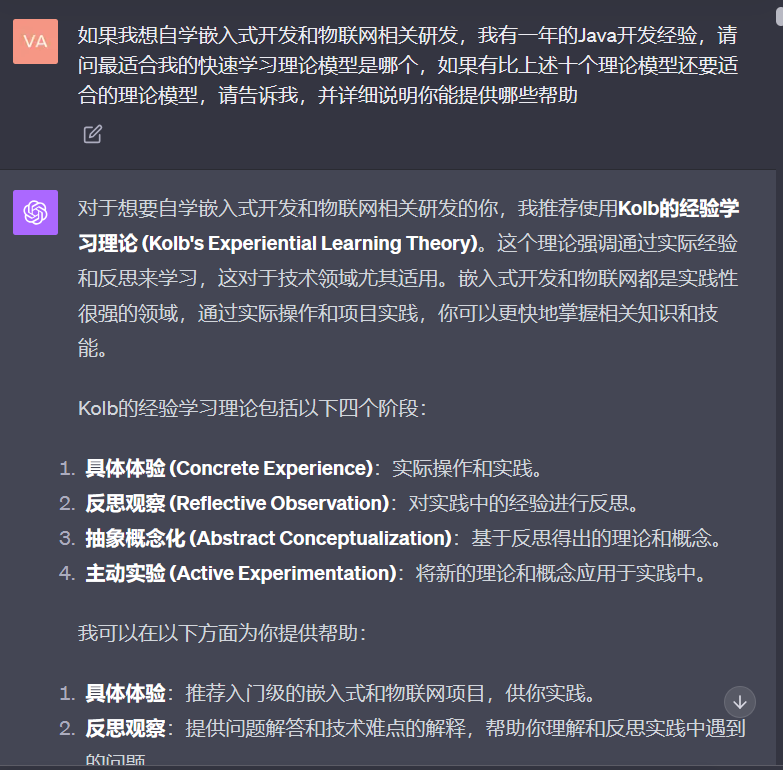 VA
如果我想自学嵌入式开发和物联网相关研发，我有一年的Java开发经验，请
问最适合我的快速学习理论模型是哪个，如果有比上述十个理论模型还要适
合的理论模型，请告诉我，并详细说明你能提供哪些帮助
对于想要自学嵌入式开发和物联网相关研发的你，我推荐使用Kolb的经验学
习理论 (Kolb's Experiential Learning Theory)。这个理论强调通过实际经验
和反思来学习，这对于技术领域尤其适用。嵌入式开发和物联网都是实践性
很强的领域，通过实际操作和项目实践，你可以更快地掌握相关知识和技
能。
Kolb的经验学习理论包括以下四个阶段：
1. 具体体验 (Concrete Experience)：实际操作和实践。
2. 反思观察 (Reflective Observation)：对实践中的经验进行反思。
3. 抽象概念化 (Abstract Conceptualization)：基于反思得出的理论和概念。
4. 主动实验 (Active Experimentation)：将新的理论和概念应用于实践中。
我可以在以下方面为你提供帮助：
1. 具体体验：推荐入门级的嵌入式和物联网项目，供你实践。
2. 反思观察：提供问题解答和技术难点的解释，帮助你理解和反思实践中遇到
的问题